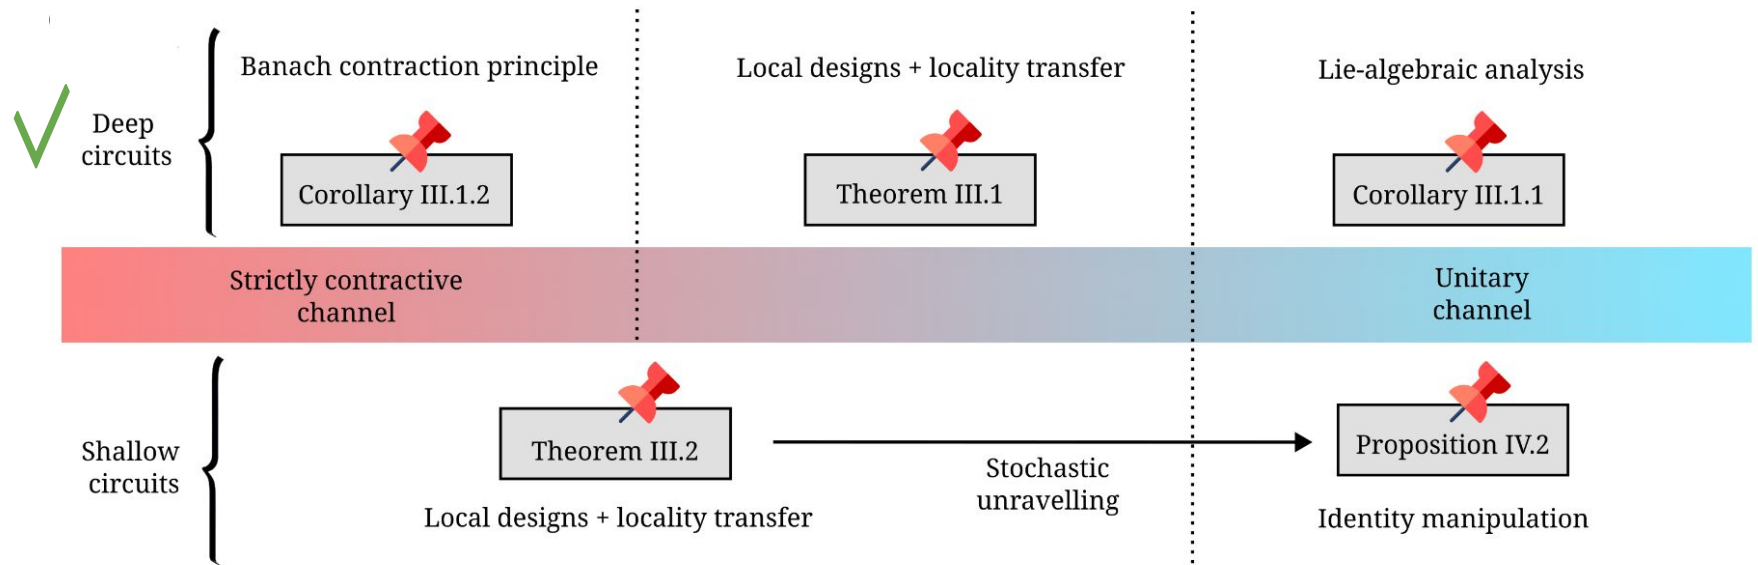 Banach contraction principle
Local designs + locality transfer
Lie-algebraic analysis
Deep
circuits
Corollary III.1.2
Theorem III.1
Corollary III.1.1
Strictly contractive
channel
Unitary
channel
Shallow
circuits
Theorem III.2
Proposition IV.2
Stochastic
unravelling
Local designs + locality transfer
Identity manipulation